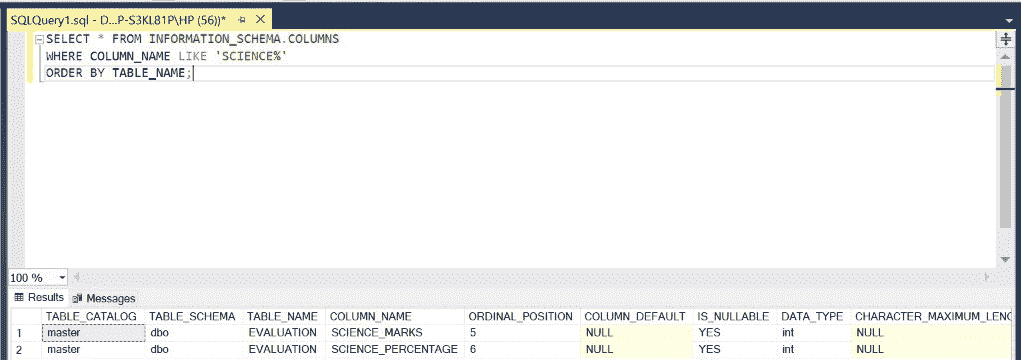 SQLQuery1.sql - D...P-S3KL81P\HP (56))*
SELECT * FROM INFORMATION_SCHEMA.COLUMNS
WHERE COLUMN_NAME LIKE 'SCIENCE%'
ORDER BY TABLE_NAME;
100 %
Results Messages
TABLE_CATALOG TABLE_SCHEMA TABLE_NAME COLUMN_NAME ORDINAL_POSITION COLUMN_DEFAULT IS_NULLABLE DATA_TYPE CHARACTER_MAXIMUM_LENG
1 master dbo EVALUATION SCIENCE_MARKS 5 NULL YES int NULL
2 master dbo EVALUATION SCIENCE_PERCENTAGE 6 NULL YES int NULL